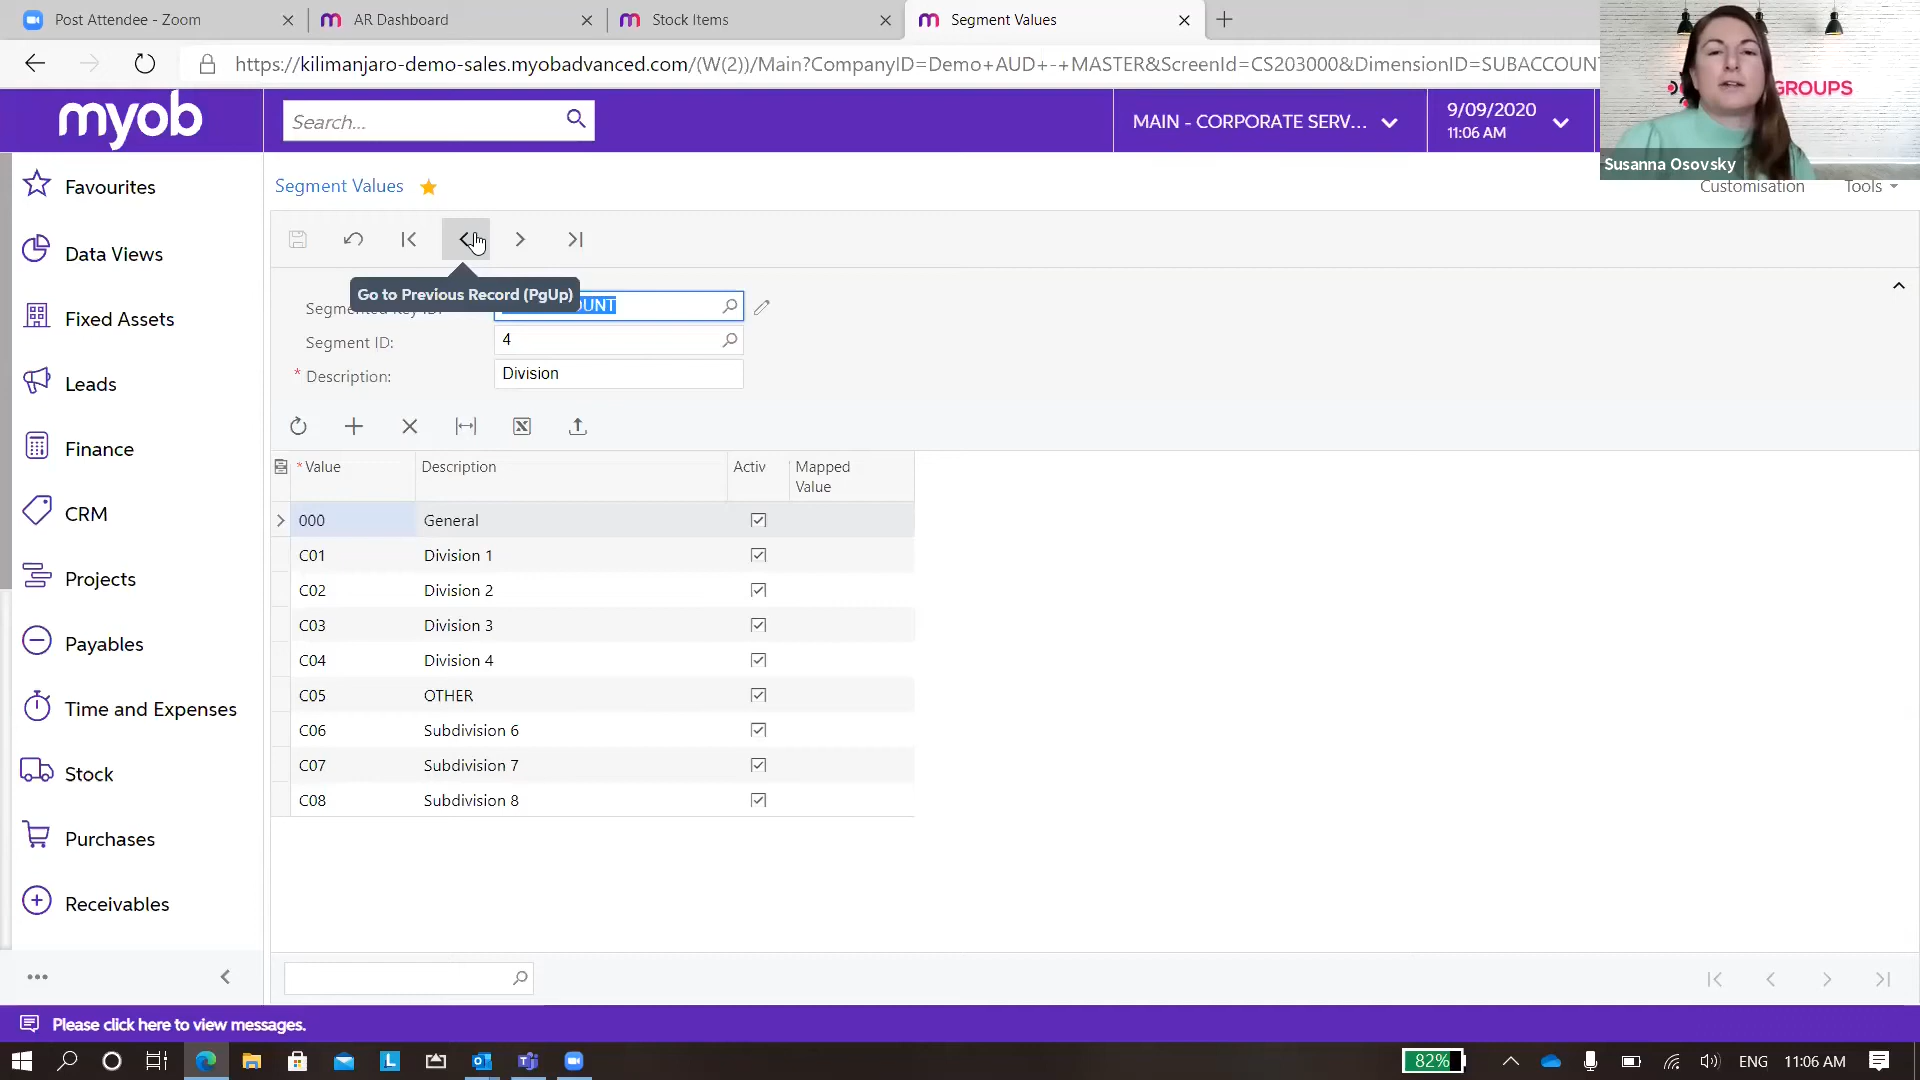 Post Attendee - Zoom
AR Dashboard
Stock Items
Segment Values
https://kilimanjaro-demo-sales.myobadvanced.com/(W(2))/Main?CompanyID=Demo+AUD+-+MASTER&ScreenId=CS203000&DimensionID=SUBACCOUNT
myob
Search...
MAIN - CORPORATE SERV...
9/09/2020
11:06 AM
GROUPS
Susanna Osovsky
Favourites
Data Views
Fixed Assets
Leads
Finance
CRM
Projects
Payables
Time and Expenses
Stock
Purchases
Receivables
Segment Values
Customisation
Tools
Go to Previous Record (PgUp)
Segmented Key ID:
OUNT
Segment ID:
4
* Description:
Division
* Value
Description
Activ
Mapped
Value
000 General
C01 Division 1
C02 Division 2
C03 Division 3
C04 Division 4
C05 OTHER
C06 Subdivision 6
C07 Subdivision 7
C08 Subdivision 8
Please click here to view messages.
82%
ENG
11:06 AM